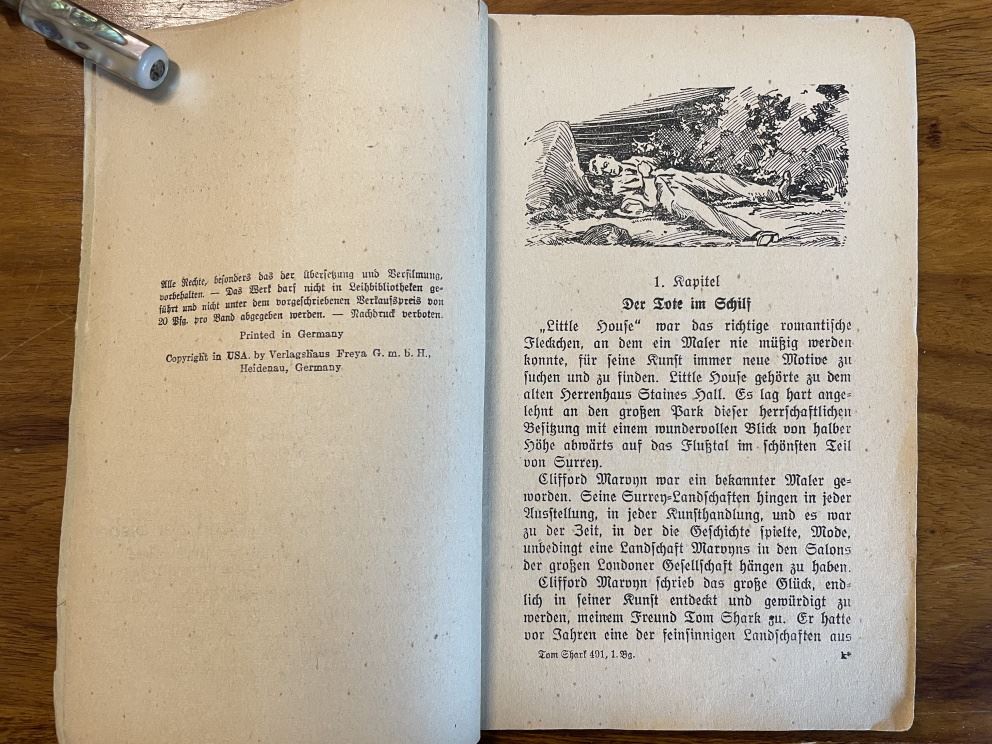 Alle Rechte, besonders das der Übersetzung und Verfilmung,
vorbehalten. — Das Werk darf nicht in Leihbibliotheken ge-
führt und nicht unter dem vorgeschriebenen Verkaufspreis von
20 Pfg. pro Band abgegeben werden. — Nachdruck verboten.
Printed in Germany
Copyright in USA. by Verlagshaus Freya G. m. b. H.,
Heidenau, Germany
1. Kapitel
Der Tote im Schilf
„Little House“ war das richtige romantische
Fleckchen, an dem ein Maler nie müßig werden
konnte, für seine Kunst immer neue Motive zu
suchen und zu finden. Little House gehörte zu dem
alten Herrenhaus Staines Hall. Es lag hart ange-
lehnt an den großen Park dieser herrschaftlichen
Besitzung mit einem wundervollen Blick von halber
Höhe abwärts auf das Flußtal im schönsten Teil
von Surrey.
Clifford Marvyn war ein bekannter Maler ge-
worden. Seine Surrey-Landschaften hingen in jeder
Ausstellung, in jeder Kunsthandlung, und es war
zu der Zeit, in der die Geschichte spielte, Mode,
unbedingt eine Landschaft Marvyns in den Salons
der großen Londoner Gesellschaft hängen zu haben.
Clifford Marvyn schrieb das große Glück, end-
lich in seiner Kunst entdeckt und gewürdigt zu
werden, meinem Freund Tom Shark zu. Er hatte
vor Jahren eine der feinsinnigen Landschaften aus
Tom Shark 491, 1. Bg. k*